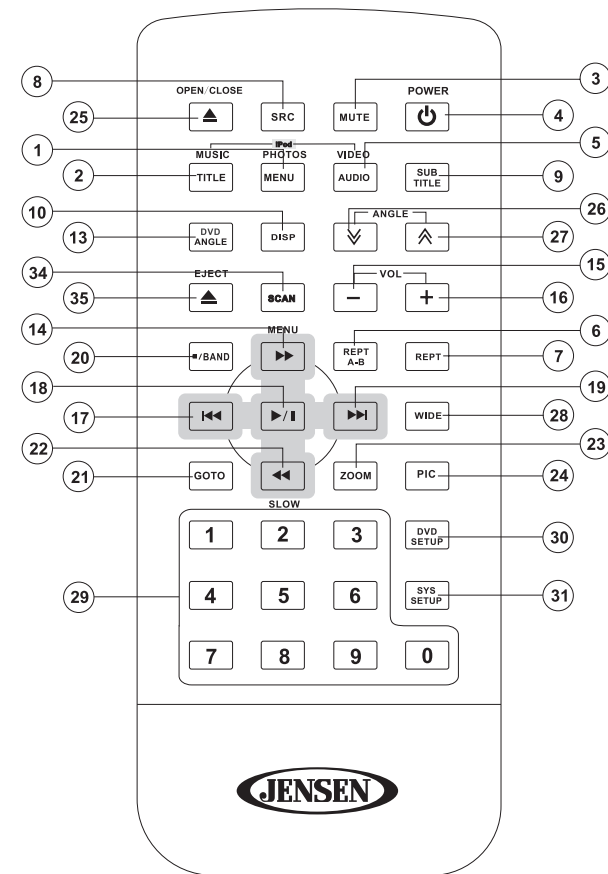 8
3
OPEN/CLOSE
POWER
SRC
MUTE
25
4
1
iPod
5
MUSIC
PHOTOS
VIDEO
2
TITLE
MENU
AUDIO
SUB
TITLE
9
10
ANGLE
26
13
DVD
ANGLE
DISP
27
34
EJECT
VOL
15
35
SCAN
−
+
16
14
MENU
6
20
■/BAND
▶▶
REPT
A-B
REPT
7
18
19
17
|◀◀
▶/❙❙
▶▶|
WIDE
28
22
23
21
GOTO
◀◀
ZOOM
PIC
24
SLOW
1
2
3
DVD
SETUP
30
29
4
5
6
SYS
SETUP
31
7
8
9
0
JENSEN